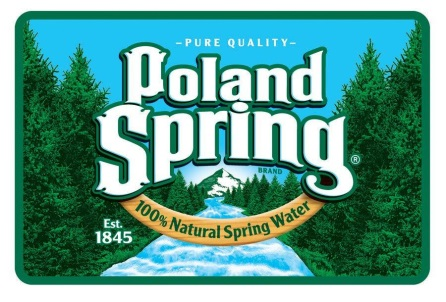 –PURE QUALITY–
Poland
Spring®
BRAND
100% Natural Spring Water
Est.
1845